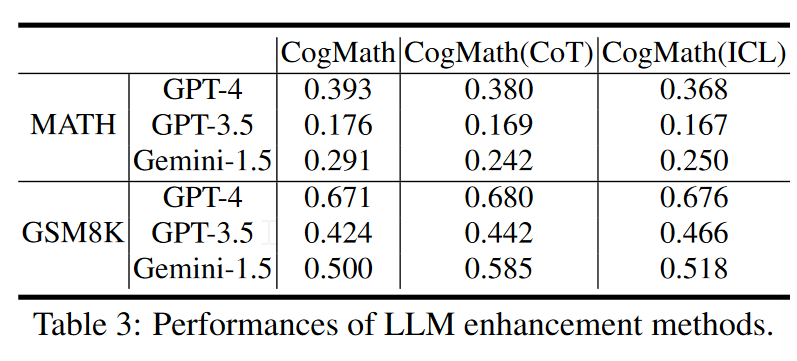 CogMath CogMath(CoT) CogMath(ICL)
GPT-4 0.393 0.380 0.368
MATH GPT-3.5 0.176 0.169 0.167
Gemini-1.5 0.291 0.242 0.250
GPT-4 0.671 0.680 0.676
GSM8K GPT-3.5 0.424 0.442 0.466
Gemini-1.5 0.500 0.585 0.518
Table 3: Performances of LLM enhancement methods.